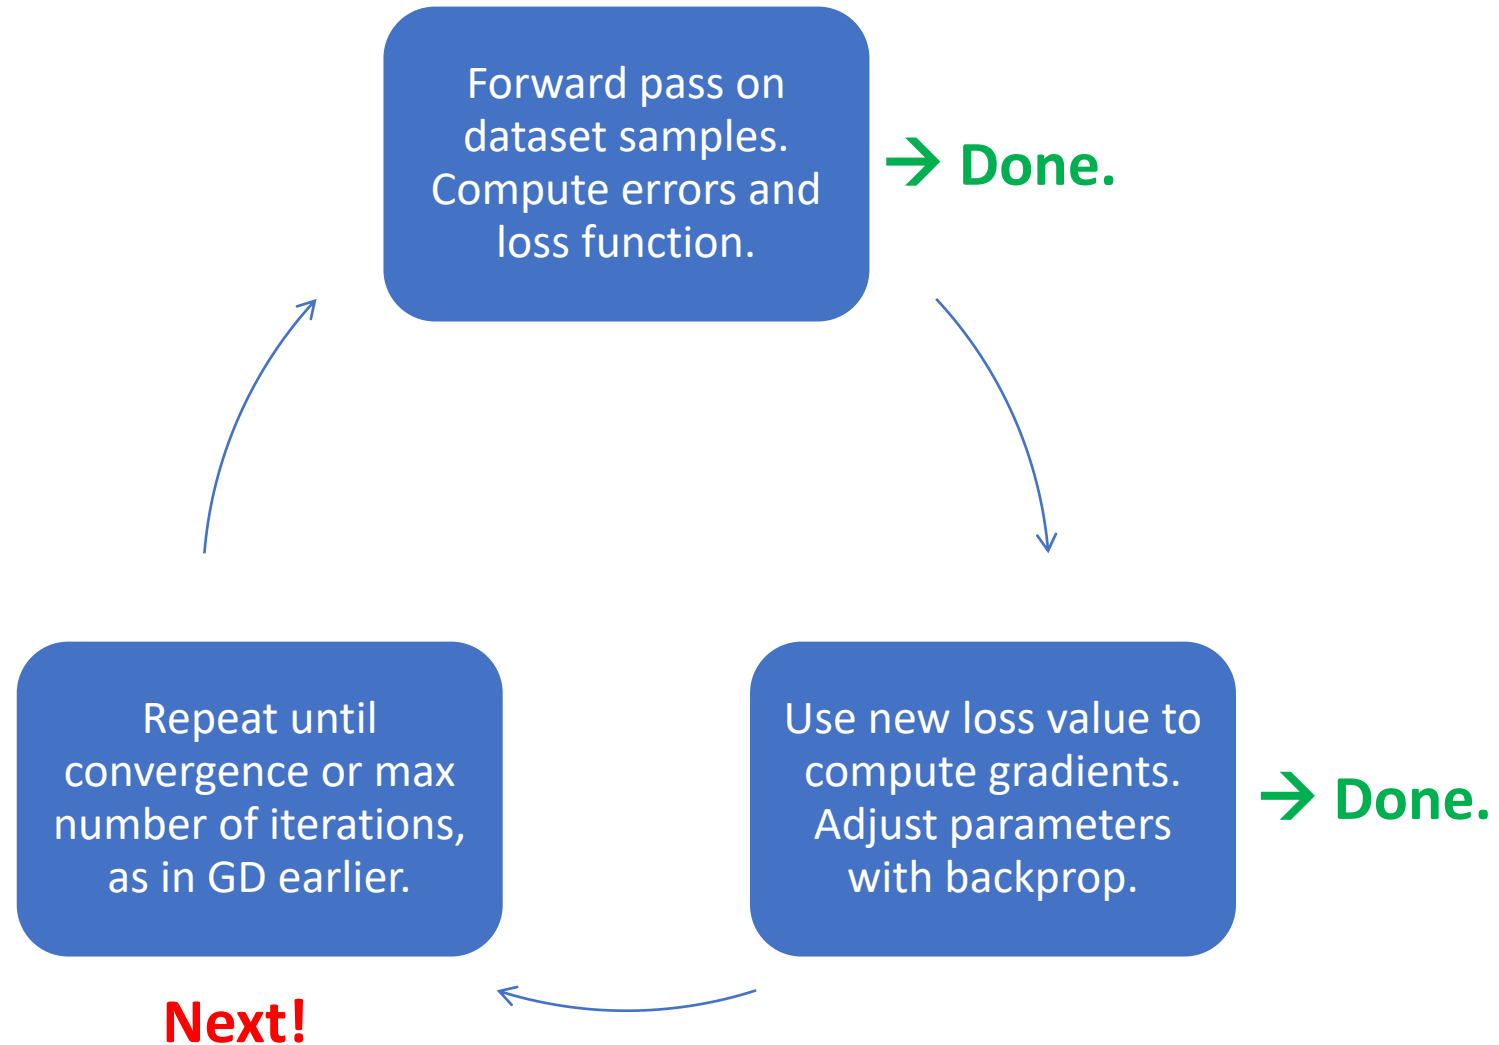 Forward pass on
dataset samples.
Compute errors and
loss function.
→ Done.
Use new loss value to
compute gradients.
Adjust parameters
with backprop.
→ Done.
Repeat until
convergence or max
number of iterations,
as in GD earlier.
Next!